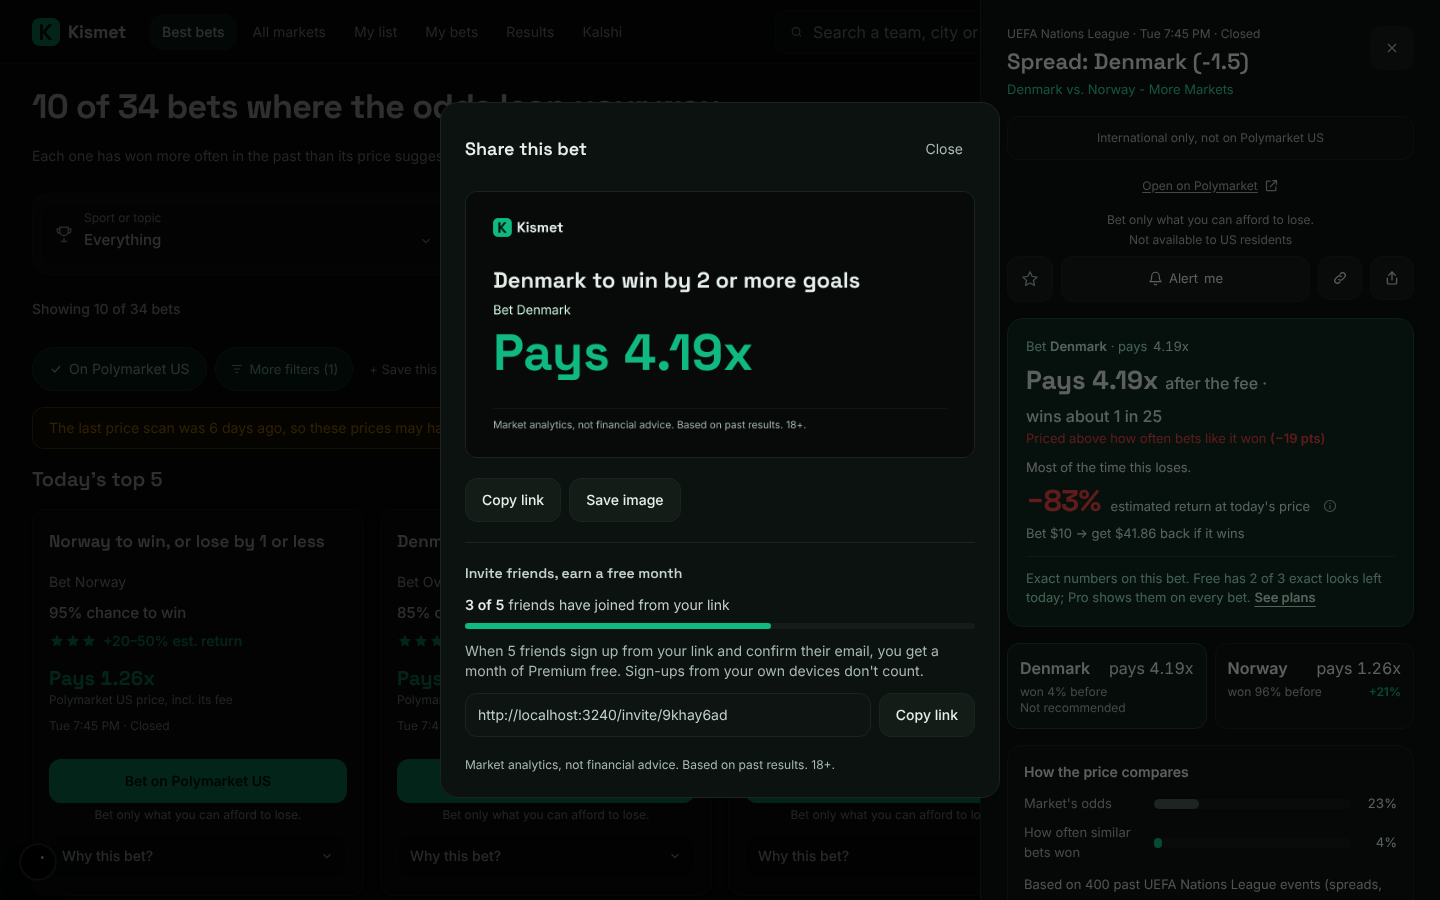 Kismet
Best bets
All markets
My list
My bets
Results
Kalshi
Search a team, city or
10 of 34 bets where the odds lean your way
Each one has won more often in the past than its price sugges
Sport or topic
Everything
Showing 10 of 34 bets
On Polymarket US
More filters (1)
+ Save this
The last price scan was 6 days ago, so these prices may ha
Today's top 5
Norway to win, or lose by 1 or less
Bet Norway
95% chance to win
+20–50% est. return
Pays 1.26x
Polymarket US price, incl. its fee
Tue 7:45 PM · Closed
Bet on Polymarket US
Bet only what you can afford to lose.
Why this bet?
Denm
Bet Ov
85% c
Pays
Polyma
Tue 7:4
Bet only what you can afford to lose.
Why this bet?
Bet only what you can afford to lo
Why this bet?
Share this bet
Close
Kismet
Denmark to win by 2 or more goals
Bet Denmark
Pays 4.19x
Market analytics, not financial advice. Based on past results. 18+.
Copy link
Save image
Invite friends, earn a free month
3 of 5 friends have joined from your link
When 5 friends sign up from your link and confirm their email, you get a
month of Premium free. Sign-ups from your own devices don't count.
http://localhost:3240/invite/9khay6ad
Copy link
Market analytics, not financial advice. Based on past results. 18+.
UEFA Nations League · Tue 7:45 PM · Closed
Spread: Denmark (-1.5)
Denmark vs. Norway - More Markets
International only, not on Polymarket US
Open on Polymarket
Bet only what you can afford to lose.
Not available to US residents
Alert me
Bet Denmark · pays 4.19x
Pays 4.19x after the fee ·
wins about 1 in 25
Priced above how often bets like it won (−19 pts)
Most of the time this loses.
−83% estimated return at today's price
Bet $10 → get $41.86 back if it wins
Exact numbers on this bet. Free has 2 of 3 exact looks left
today; Pro shows them on every bet. See plans
Denmark pays 4.19x
won 4% before
Not recommended
Norway pays 1.26x
won 96% before +21%
How the price compares
Market's odds 23%
How often similar
bets won 4%
Based on 400 past UEFA Nations League events (spreads,